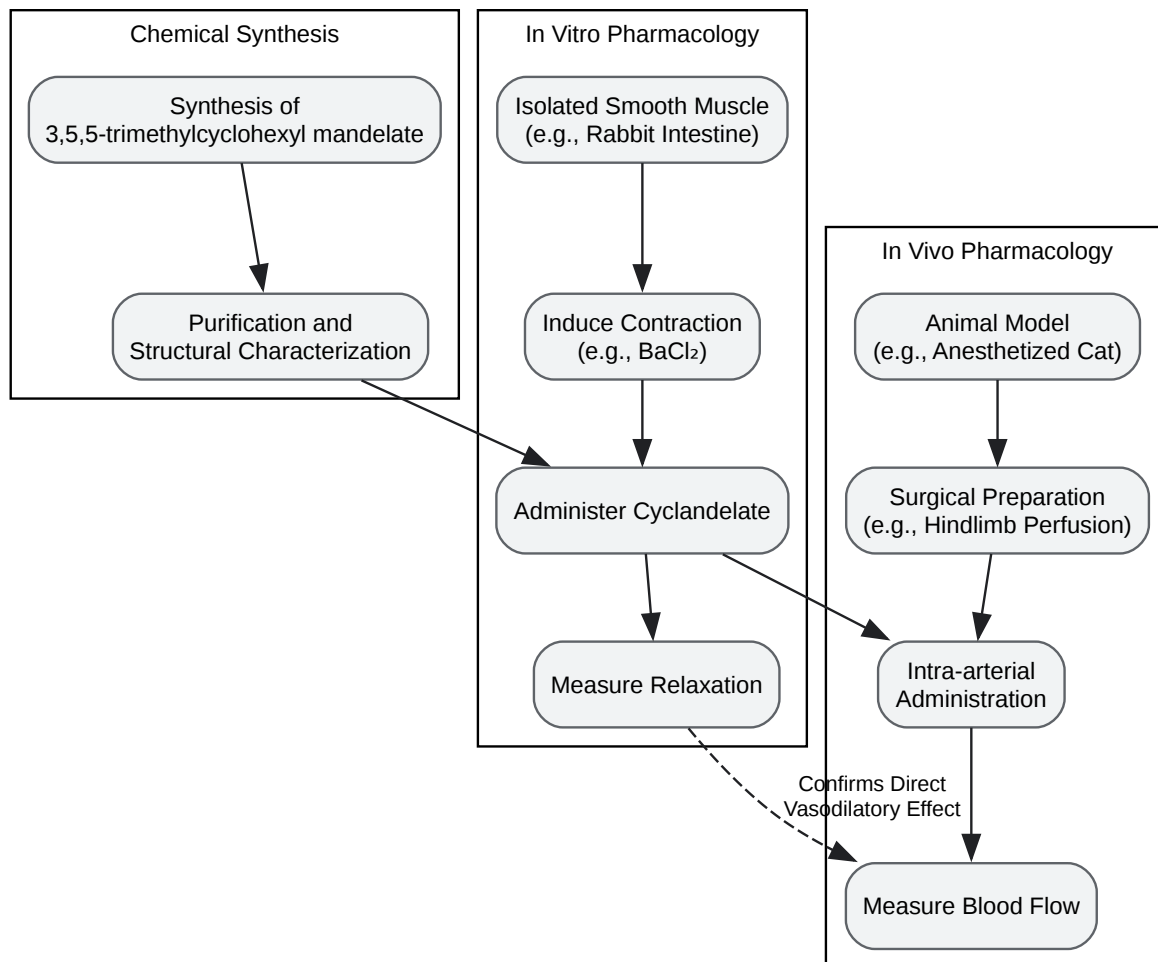 Chemical Synthesis
Synthesis of
3,5,5-trimethylcyclohexyl mandelate
Purification and
Structural Characterization
In Vitro Pharmacology
Isolated Smooth Muscle
(e.g., Rabbit Intestine)
Induce Contraction
(e.g., BaCl₂)
Administer Cyclandelate
Measure Relaxation
In Vivo Pharmacology
Animal Model
(e.g., Anesthetized Cat)
Surgical Preparation
(e.g., Hindlimb Perfusion)
Intra-arterial
Administration
Confirms Direct
Vasodilatory Effect
Measure Blood Flow